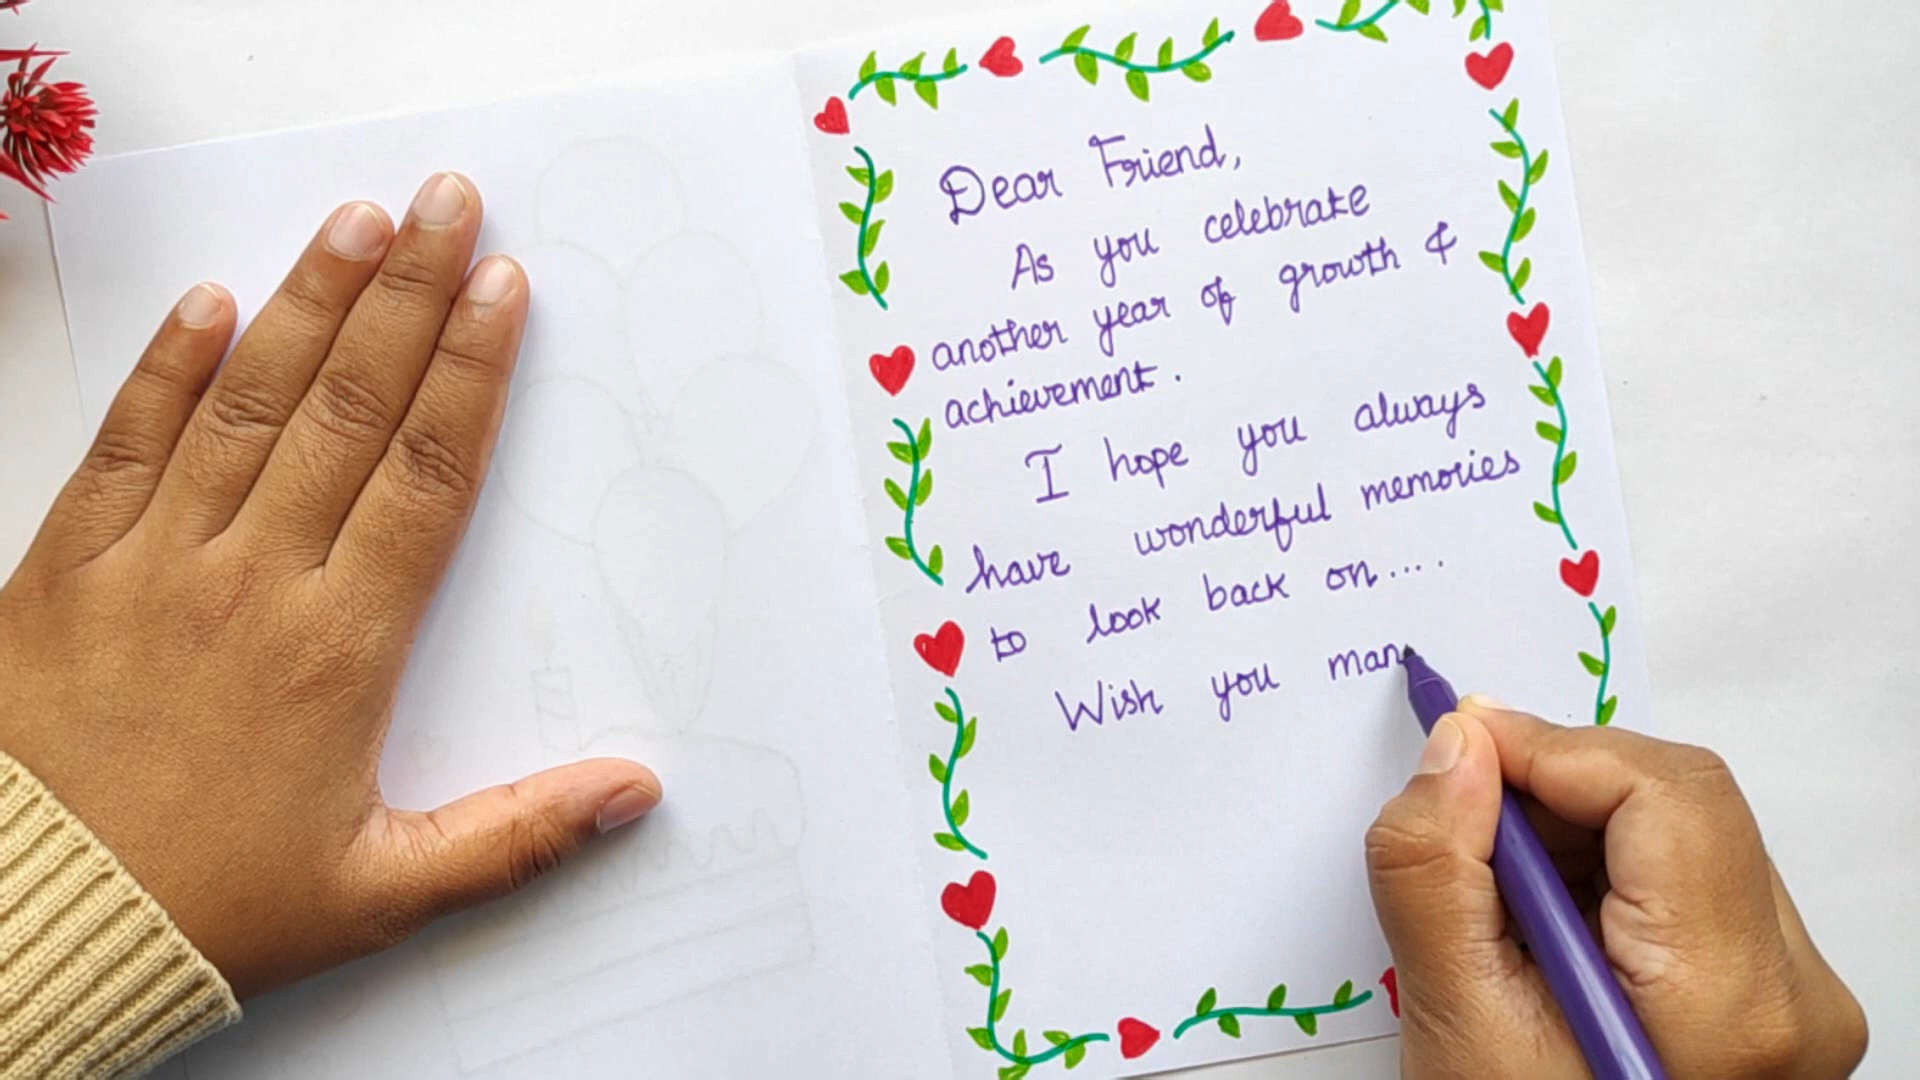 Dear Friend,
As you celebrate
another year of growth &
achievement.
I hope you always
have wonderful memories
to look back on.....
Wish you man